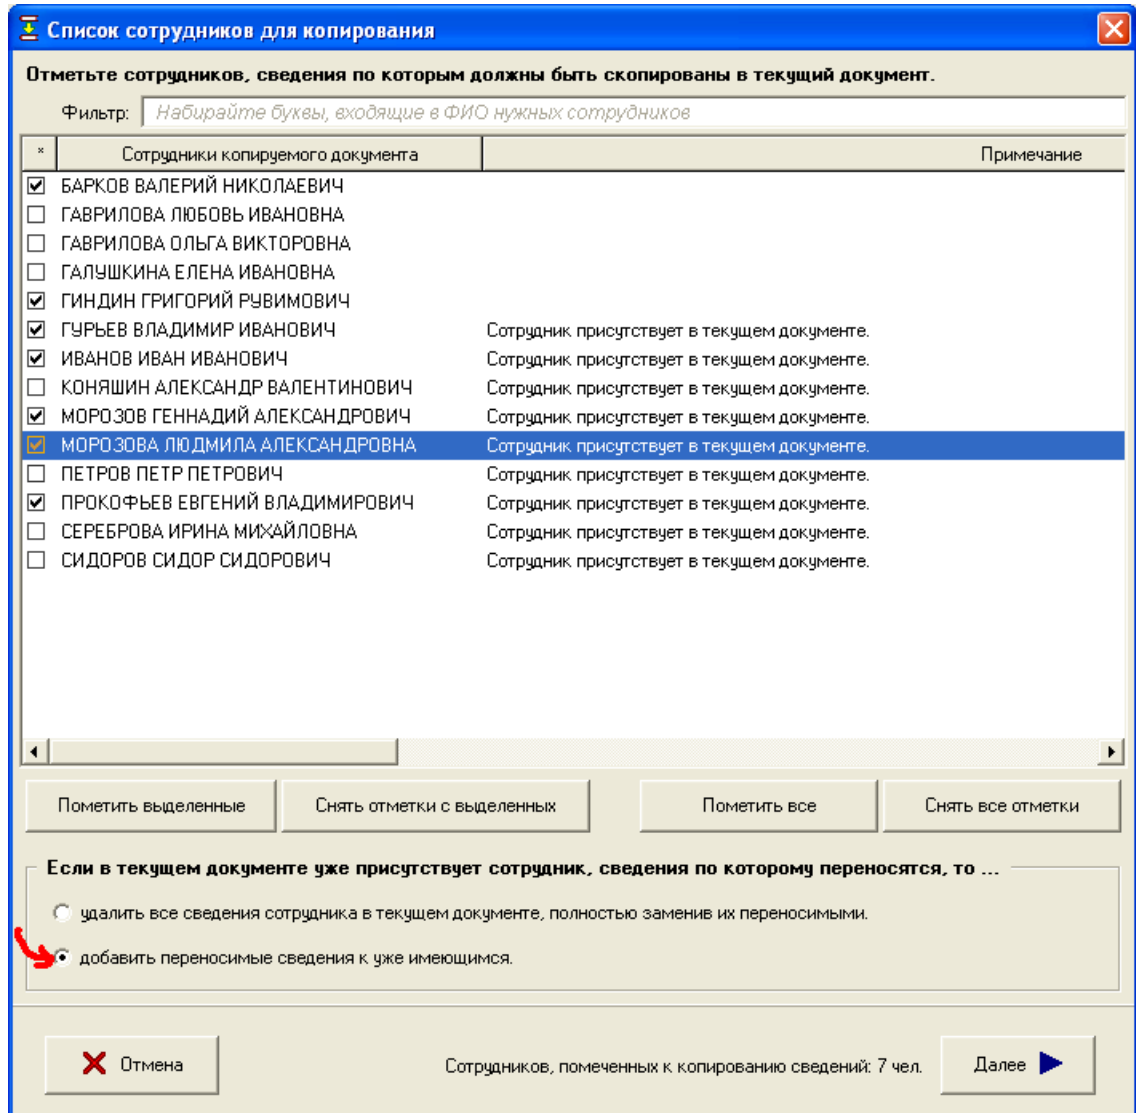 Список сотрудников для копирования
Отметьте сотрудников, сведения по которым должны быть скопированы в текущий документ.
Фильтр: Набирайте буквы, входящие в ФИО нужных сотрудников
* Сотрудники копируемого документа Примечание
БАРКОВ ВАЛЕРИЙ НИКОЛАЕВИЧ
ГАВРИЛОВА ЛЮБОВЬ ИВАНОВНА
ГАВРИЛОВА ОЛЬГА ВИКТОРОВНА
ГАЛУШКИНА ЕЛЕНА ИВАНОВНА
ГИНДИН ГРИГОРИЙ РУВИМОВИЧ
ГУРЬЕВ ВЛАДИМИР ИВАНОВИЧ Сотрудник присутствует в текущем документе.
ИВАНОВ ИВАН ИВАНОВИЧ Сотрудник присутствует в текущем документе.
КОНЯШИН АЛЕКСАНДР ВАЛЕНТИНОВИЧ Сотрудник присутствует в текущем документе.
МОРОЗОВ ГЕННАДИЙ АЛЕКСАНДРОВИЧ Сотрудник присутствует в текущем документе.
МОРОЗОВА ЛЮДМИЛА АЛЕКСАНДРОВНА Сотрудник присутствует в текущем документе.
ПЕТРОВ ПЕТР ПЕТРОВИЧ Сотрудник присутствует в текущем документе.
ПРОКОФЬЕВ ЕВГЕНИЙ ВЛАДИМИРОВИЧ Сотрудник присутствует в текущем документе.
СЕРЕБРОВА ИРИНА МИХАЙЛОВНА Сотрудник присутствует в текущем документе.
СИДОРОВ СИДОР СИДОРОВИЧ Сотрудник присутствует в текущем документе.
Пометить выделенные Снять отметки с выделенных Пометить все Снять все отметки
Если в текущем документе уже присутствует сотрудник, сведения по которому переносятся, то ...
удалить все сведения сотрудника в текущем документе, полностью заменив их переносимыми.
добавить переносимые сведения к уже имеющимся.
Отмена Сотрудников, помеченных к копированию сведений: 7 чел. Далее